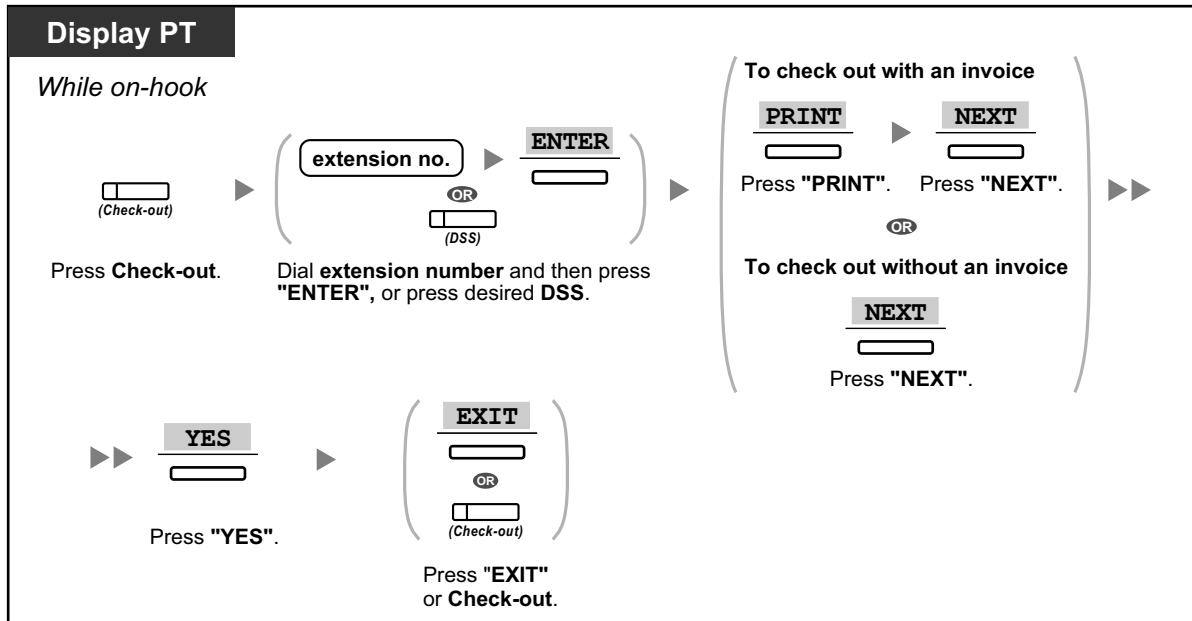 Display PT
While on-hook
(Check-out)
Press Check-out.
extension no.
ENTER
OR
(DSS)
Dial extension number and then press
"ENTER", or press desired DSS.
To check out with an invoice
PRINT
NEXT
Press "PRINT".
Press "NEXT".
OR
To check out without an invoice
NEXT
Press "NEXT".
YES
Press "YES".
EXIT
OR
(Check-out)
Press "EXIT"
or Check-out.